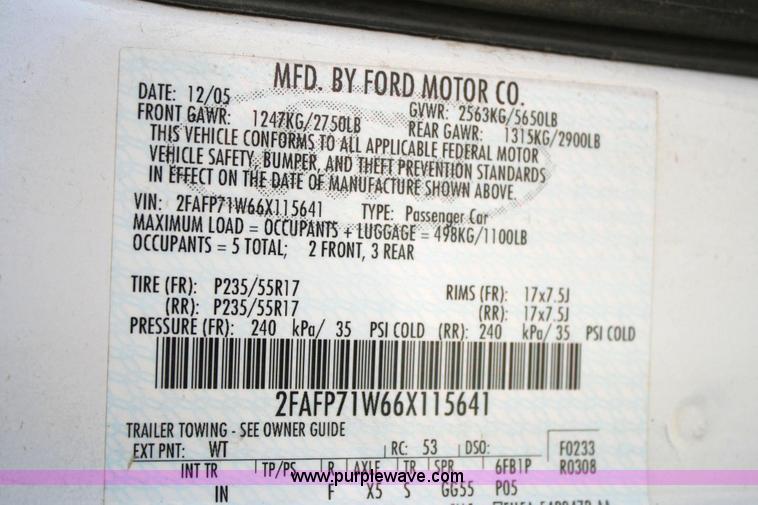 MFD. BY FORD MOTOR CO.
DATE: 12/05 GVWR: 2563KG/5650LB
FRONT GAWR: 1247KG/2750LB REAR GAWR: 1315KG/2900LB
THIS VEHICLE CONFORMS TO ALL APPLICABLE FEDERAL MOTOR
VEHICLE SAFETY, BUMPER, AND THEFT PREVENTION STANDARDS
IN EFFECT ON THE DATE OF MANUFACTURE SHOWN ABOVE.
VIN: 2FAFP71W66X115641 TYPE: Passenger Car
MAXIMUM LOAD = OCCUPANTS + LUGGAGE = 498KG/1100LB
OCCUPANTS = 5 TOTAL; 2 FRONT, 3 REAR
TIRE (FR): P235/55R17 RIMS (FR): 17x7.5J
(RR): P235/55R17 (RR): 17x7.5J
PRESSURE (FR): 240 kPa/ 35 PSI COLD (RR): 240 kPa/ 35 PSI COLD
2FAFP71W66X115641
TRAILER TOWING - SEE OWNER GUIDE
EXT PNT: WT RC: 53 DSO: F0233
INT TR TP/PS R AXLE TR SPR 6FB1P R0308
IN F X5 S GG55 P05
www.purplewave.com